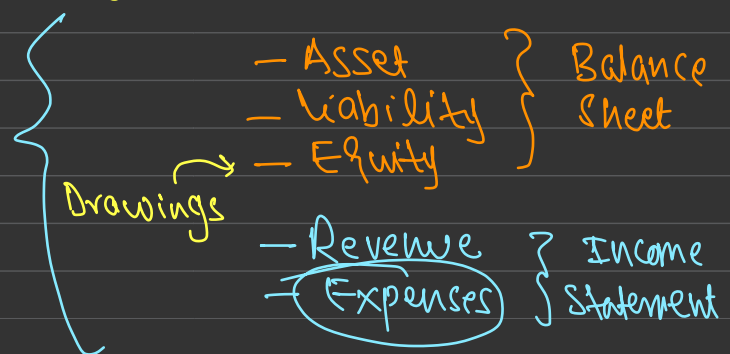 - Asset
- Liability
- Equity
Balance
Sheet
Drawings
- Revenue
- Expenses
Income
Statement